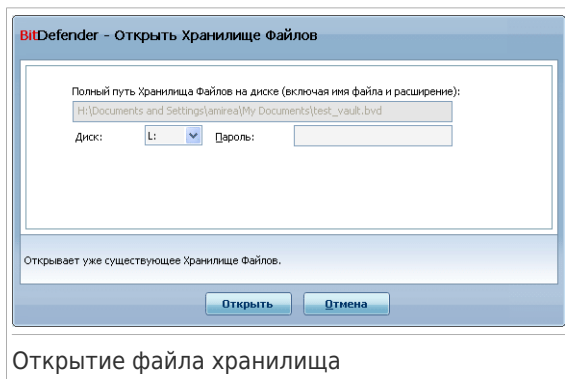 BitDefender - Открыть Хранилище Файлов
Полный путь Хранилища Файлов на диске (включая имя файла и расширение):
H:\Documents and Settings\amirea\My Documents\test_vault.bvd
Диск: L: Пароль:
Открывает уже существующее Хранилище Файлов.
Открыть Отмена
Открытие файла хранилища